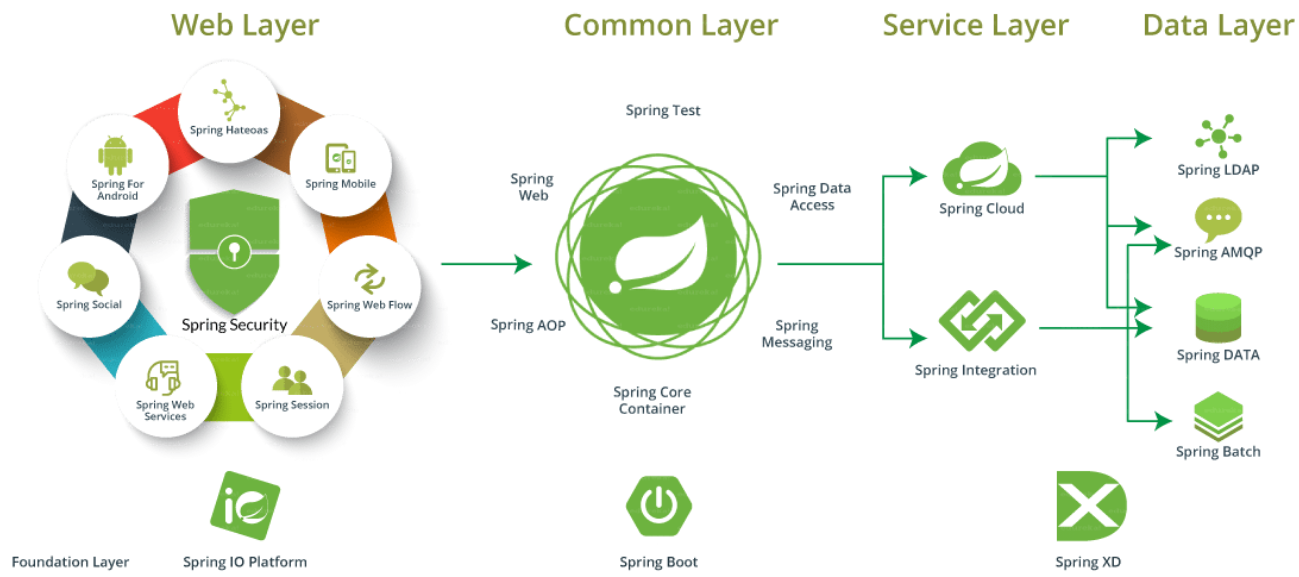 Web Layer
Common Layer
Service Layer
Data Layer
Spring Hateoas
Spring For
Android
Spring Mobile
Spring Social
Spring Web Flow
Spring Security
Spring Web
Services
Spring Session
Spring Test
Spring
Web
Spring Data
Access
Spring AOP
Spring
Messaging
Spring Core
Container
Spring Cloud
Spring Integration
Spring LDAP
Spring AMQP
Spring DATA
Spring Batch
Foundation Layer
io
Spring IO Platform
Spring Boot
XD
Spring XD